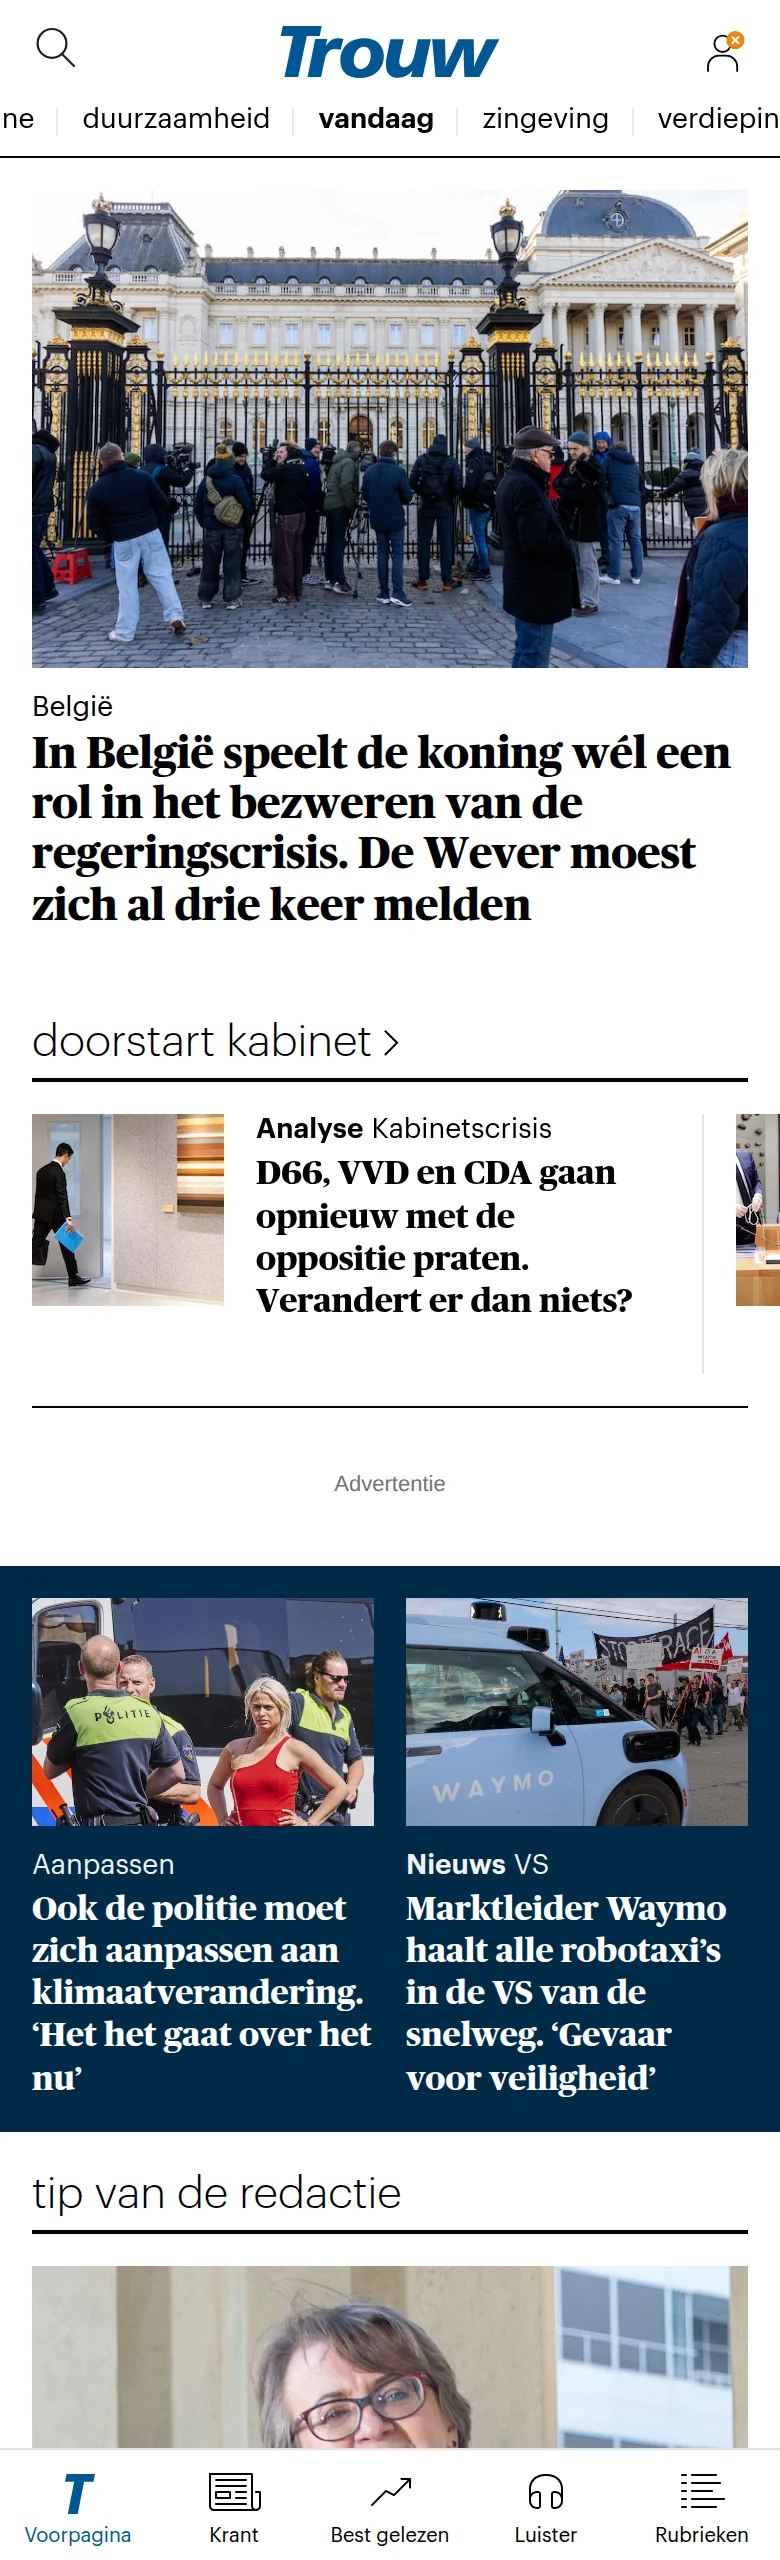 Trouw
ne
duurzaamheid
vandaag
zingeving
verdiepin
België
In België speelt de koning wél een
rol in het bezweren van de
regeringscrisis. De Wever moest
zich al drie keer melden
doorstart kabinet
Analyse Kabinetscrisis
D66, VVD en CDA gaan
opnieuw met de
oppositie praten.
Verandert er dan niets?
Advertentie
POLITIE
STOP
RACE
WAYMO
Aanpassen
Ook de politie moet
zich aanpassen aan
klimaatverandering.
‘Het het gaat over het
nu’
Nieuws VS
Marktleider Waymo
haalt alle robotaxi’s
in de VS van de
snelweg. ‘Gevaar
voor veiligheid’
tip van de redactie
Voorpagina
Krant
Best gelezen
Luister
Rubrieken